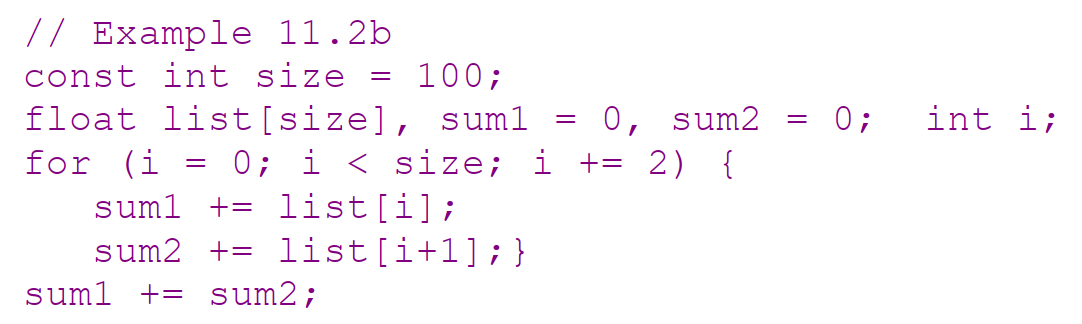 // Example 11.2b
const int size = 100;
float list[size], sum1 = 0, sum2 = 0;  int i;
for (i = 0; i < size; i += 2) {
   sum1 += list[i];
   sum2 += list[i+1];}
sum1 += sum2;